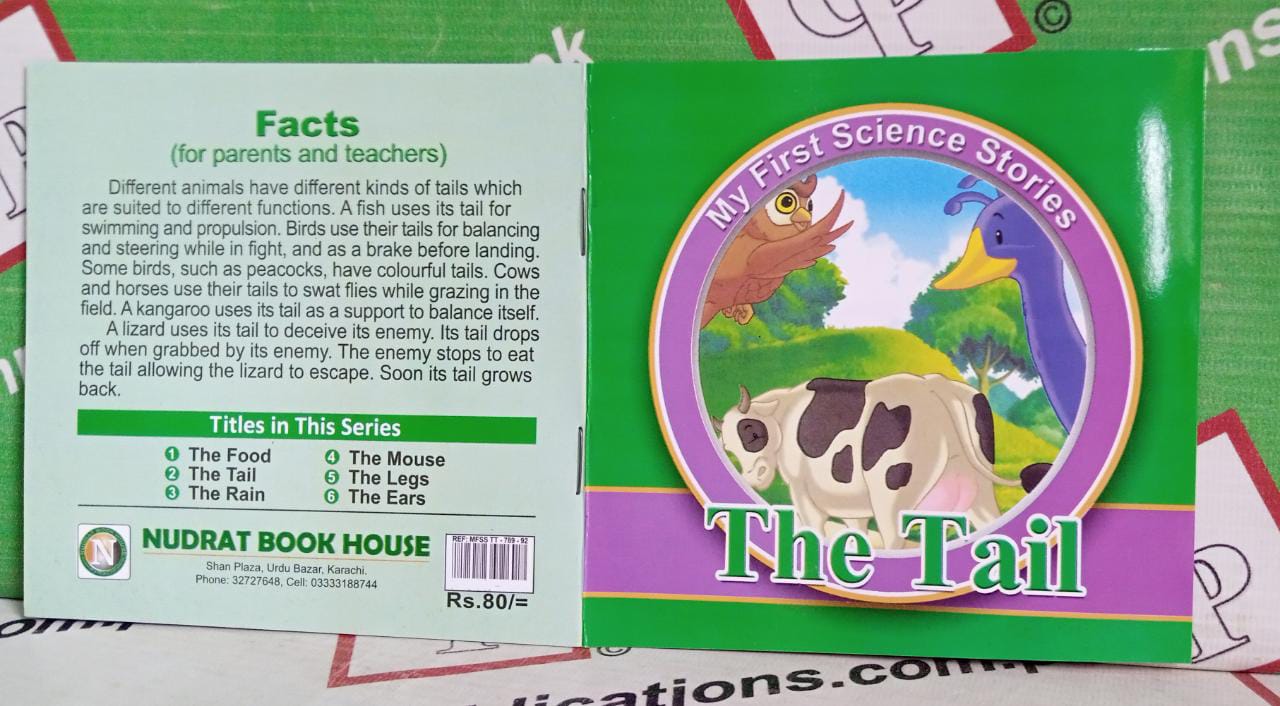 Facts
(for parents and teachers)
Different animals have different kinds of tails which
are suited to different functions. A fish uses its tail for
swimming and propulsion. Birds use their tails for balancing
and steering while in fight, and as a brake before landing.
Some birds, such as peacocks, have colourful tails. Cows
and horses use their tails to swat flies while grazing in the
field. A kangaroo uses its tail as a support to balance itself.
A lizard uses its tail to deceive its enemy. Its tail drops
off when grabbed by its enemy. The enemy stops to eat
the tail allowing the lizard to escape. Soon its tail grows
back.
Titles in This Series
1 The Food
2 The Tail
3 The Rain
4 The Mouse
5 The Legs
6 The Ears
N
NUDRAT BOOK HOUSE
Shan Plaza, Urdu Bazar, Karachi.
Phone: 32727648, Cell: 03333188744
REF: MFSS TT - 789 - 92
Rs.80/=
My First Science Stories
The Tail
©
©
lications.com.p